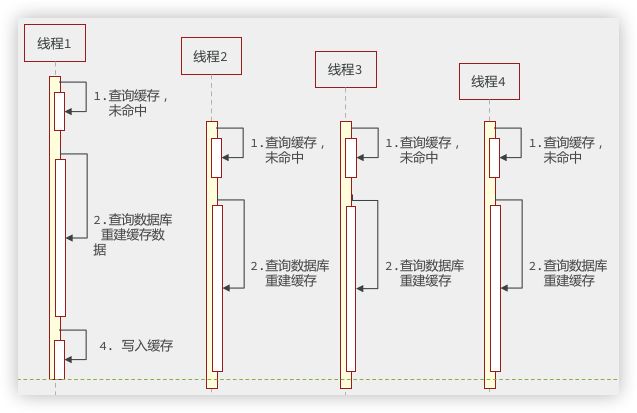 线程1
线程2
线程3
线程4
1.查询缓存，
未命中
1.查询缓存，
未命中
1.查询缓存，
未命中
1.查询缓存，
未命中
2.查询数据库
重建缓存数
据
2.查询数据库
重建缓存
2.查询数据库
重建缓存
2.查询数据库
重建缓存
4. 写入缓存